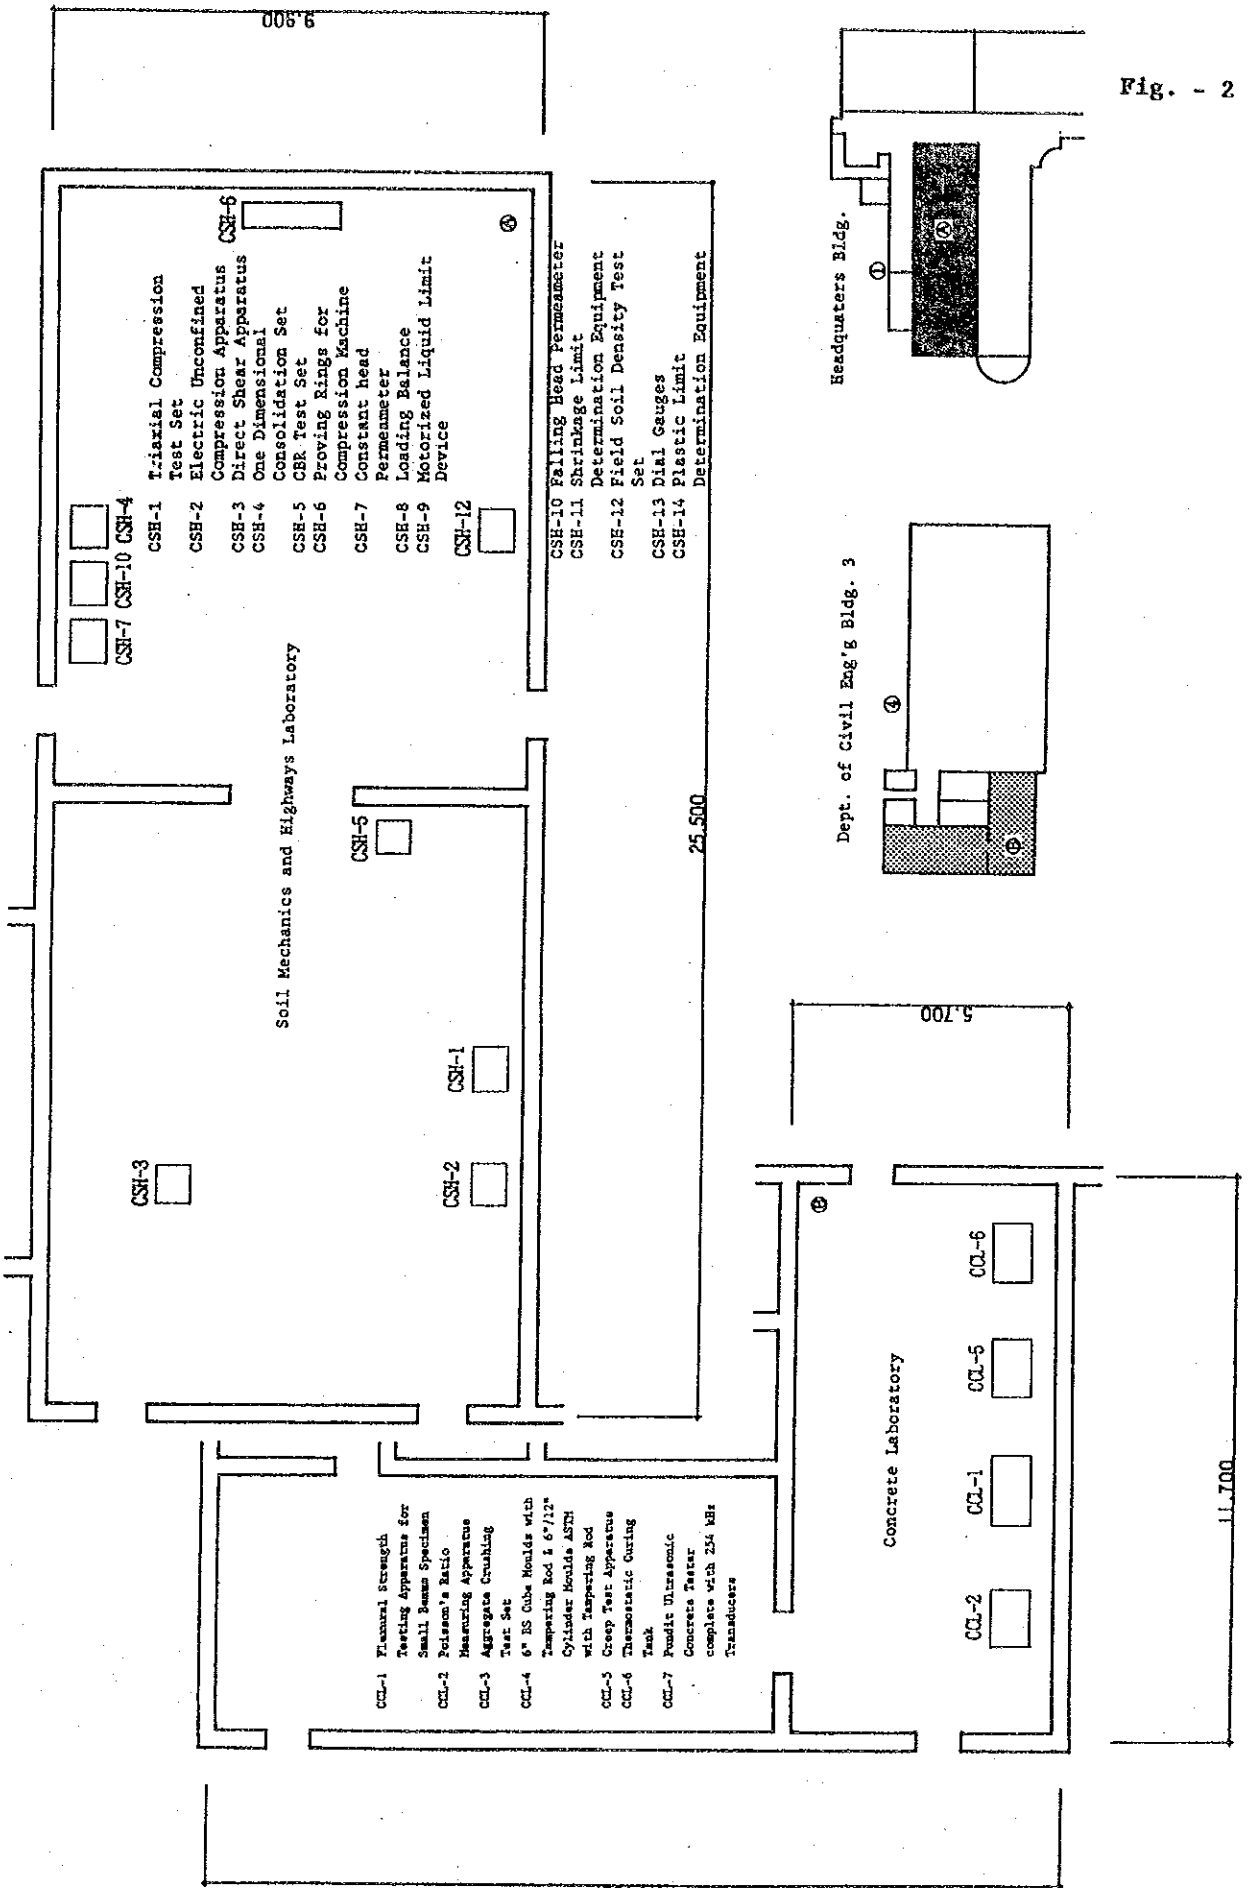 Fig. - 2
9.900
CSH-7
CSH-10
CSH-4
CSH-6
CSH-1 Triaxial Compression
Test Set
CSH-2 Electric Unconfined
Compression Apparatus
CSH-3 Direct Shear Apparatus
CSH-4 One Dimensional
Consolidation Set
CSH-5 CBR Test Set
CSH-6 Proving Rings for
Compression Machine
CSH-7 Constant head
Permenmeter
CSH-8 Loading Balance
CSH-9 Motorized Liquid Limit
Device
CSH-12
A
CSH-10 Falling Head Permeameter
CSH-11 Shrinkage Limit
Determination Equipment
CSH-12 Field Soil Density Test
Set
CSH-13 Dial Gauges
CSH-14 Plastic Limit
Determination Equipment
Soil Mechanics and Highways Laboratory
CSH-3
CSH-5
CSH-2
CSH-1
25.500
Headquaters Bldg.
1
A
Dept. of Civil Eng'g Bldg. 3
4
B
5.700
B
CCL-1 Flexural Strength
Testing Apparatus for
Small Beams Specimen
CCL-2 Poisson's Ratio
Measuring Apparatus
CCL-3 Aggregate Crushing
Test Set
CCL-4 6" BS Cube Moulds with
Tampering Rod & 6"/12"
Cylinder Moulds ASTM
with Tampering Rod
CCL-5 Creep Test Apparatus
CCL-6 Thermostatic Curing
Tank
CCL-7 Pundit Ultrasonic
Concrete Tester
complete with 254 kHz
Transducers
Concrete Laboratory
CCL-2
CCL-1
CCL-5
CCL-6
11.700